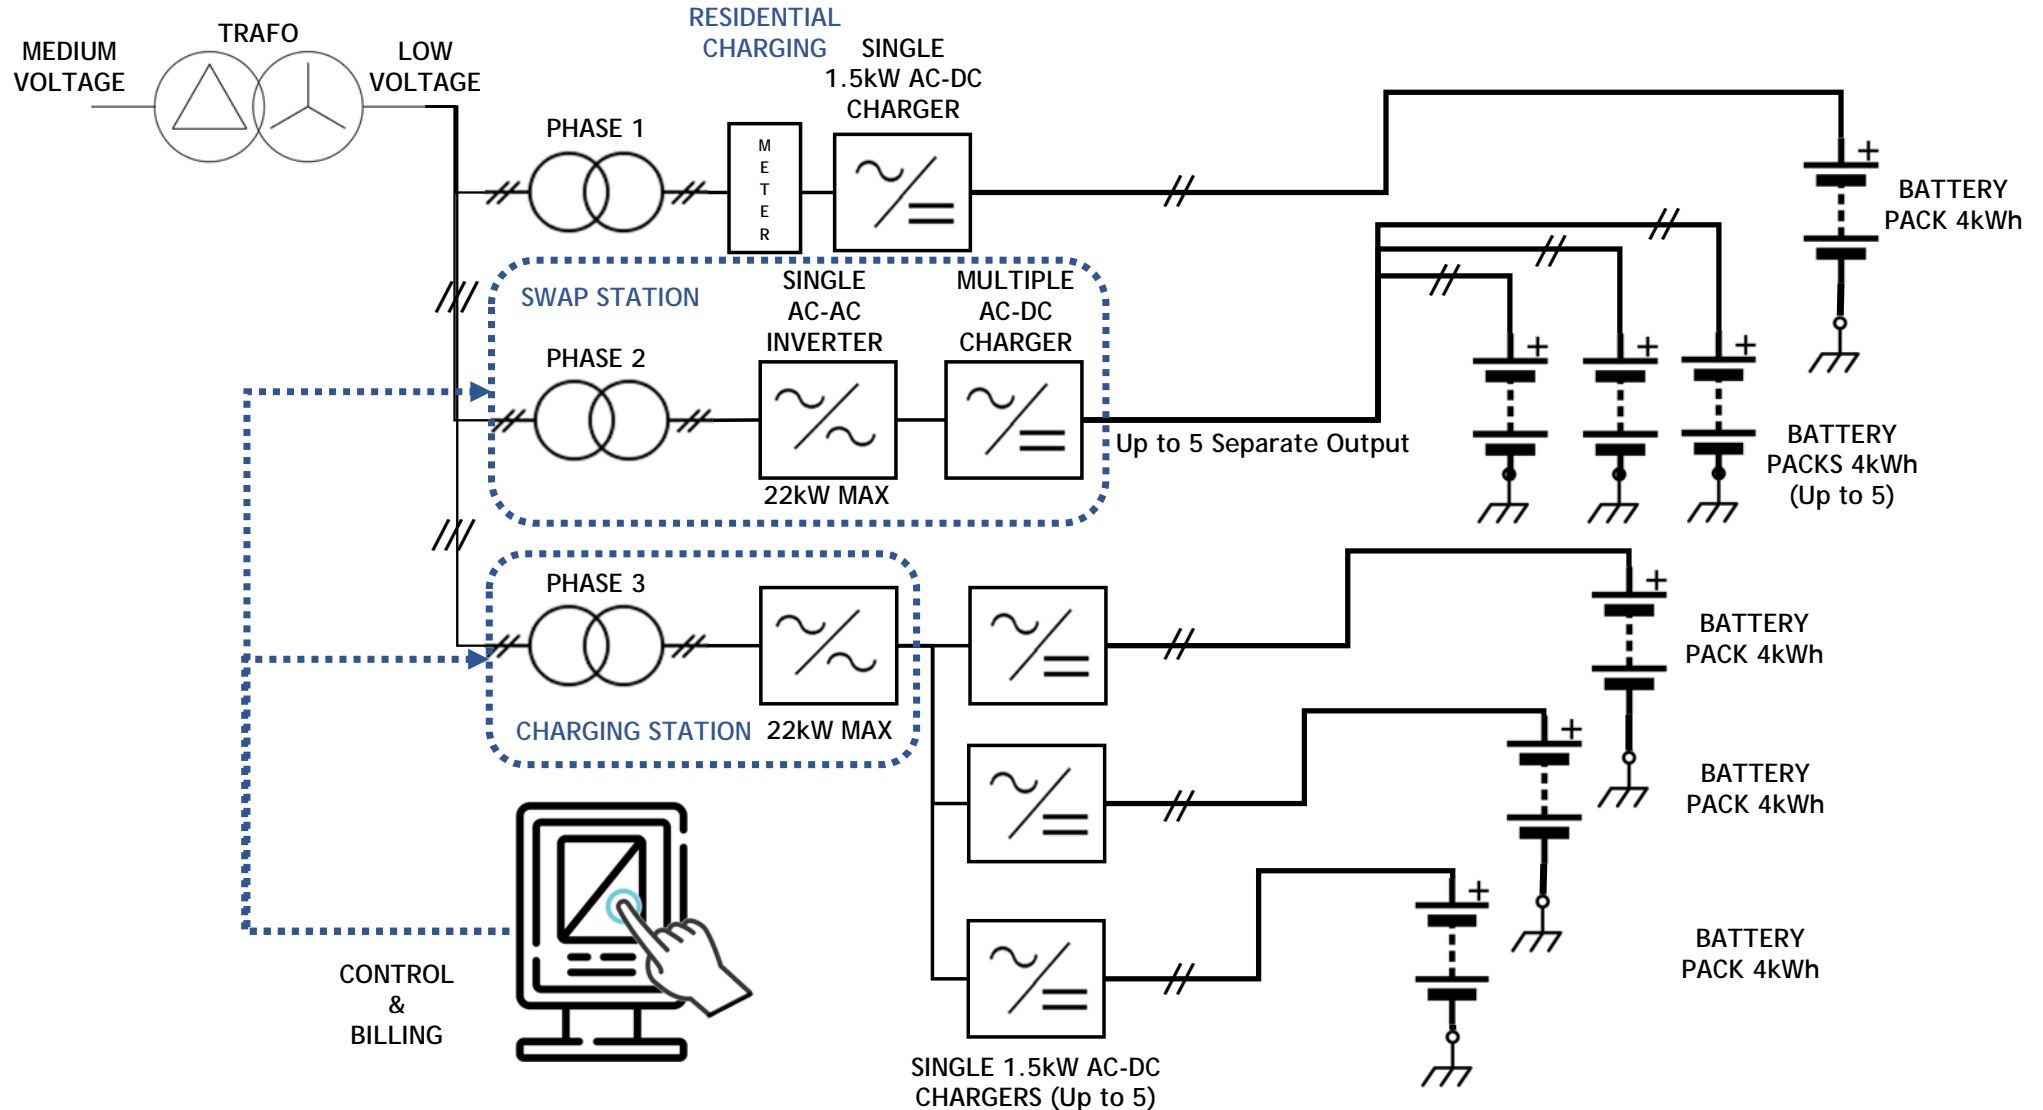 TRAFO
MEDIUM
VOLTAGE
LOW
VOLTAGE
RESIDENTIAL
CHARGING
SINGLE
1.5kW AC-DC
CHARGER
PHASE 1
METER
+
BATTERY
PACK 4kWh
SWAP STATION
SINGLE
AC-AC
INVERTER
MULTIPLE
AC-DC
CHARGER
PHASE 2
22kW MAX
Up to 5 Separate Output
+
+
+
BATTERY
PACKS 4kWh
(Up to 5)
PHASE 3
CHARGING STATION
22kW MAX
+
BATTERY
PACK 4kWh
+
BATTERY
PACK 4kWh
+
BATTERY
PACK 4kWh
CONTROL
&
BILLING
SINGLE 1.5kW AC-DC
CHARGERS (Up to 5)